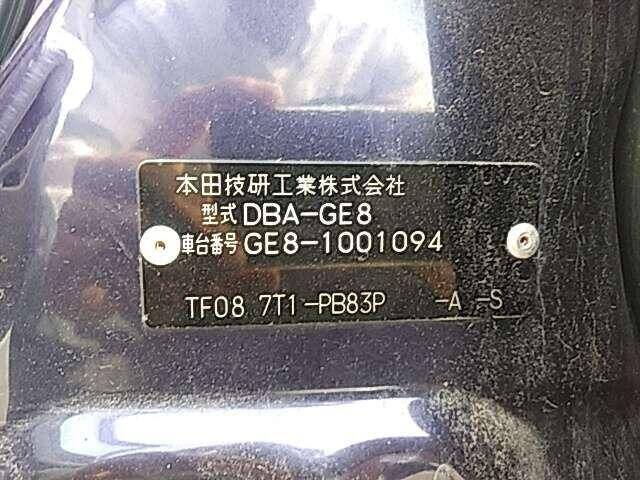 本田技研工業株式会社
型式 DBA-GE8
車台番号 GE8-1001094
TF08 7T1-PB83P -A -S